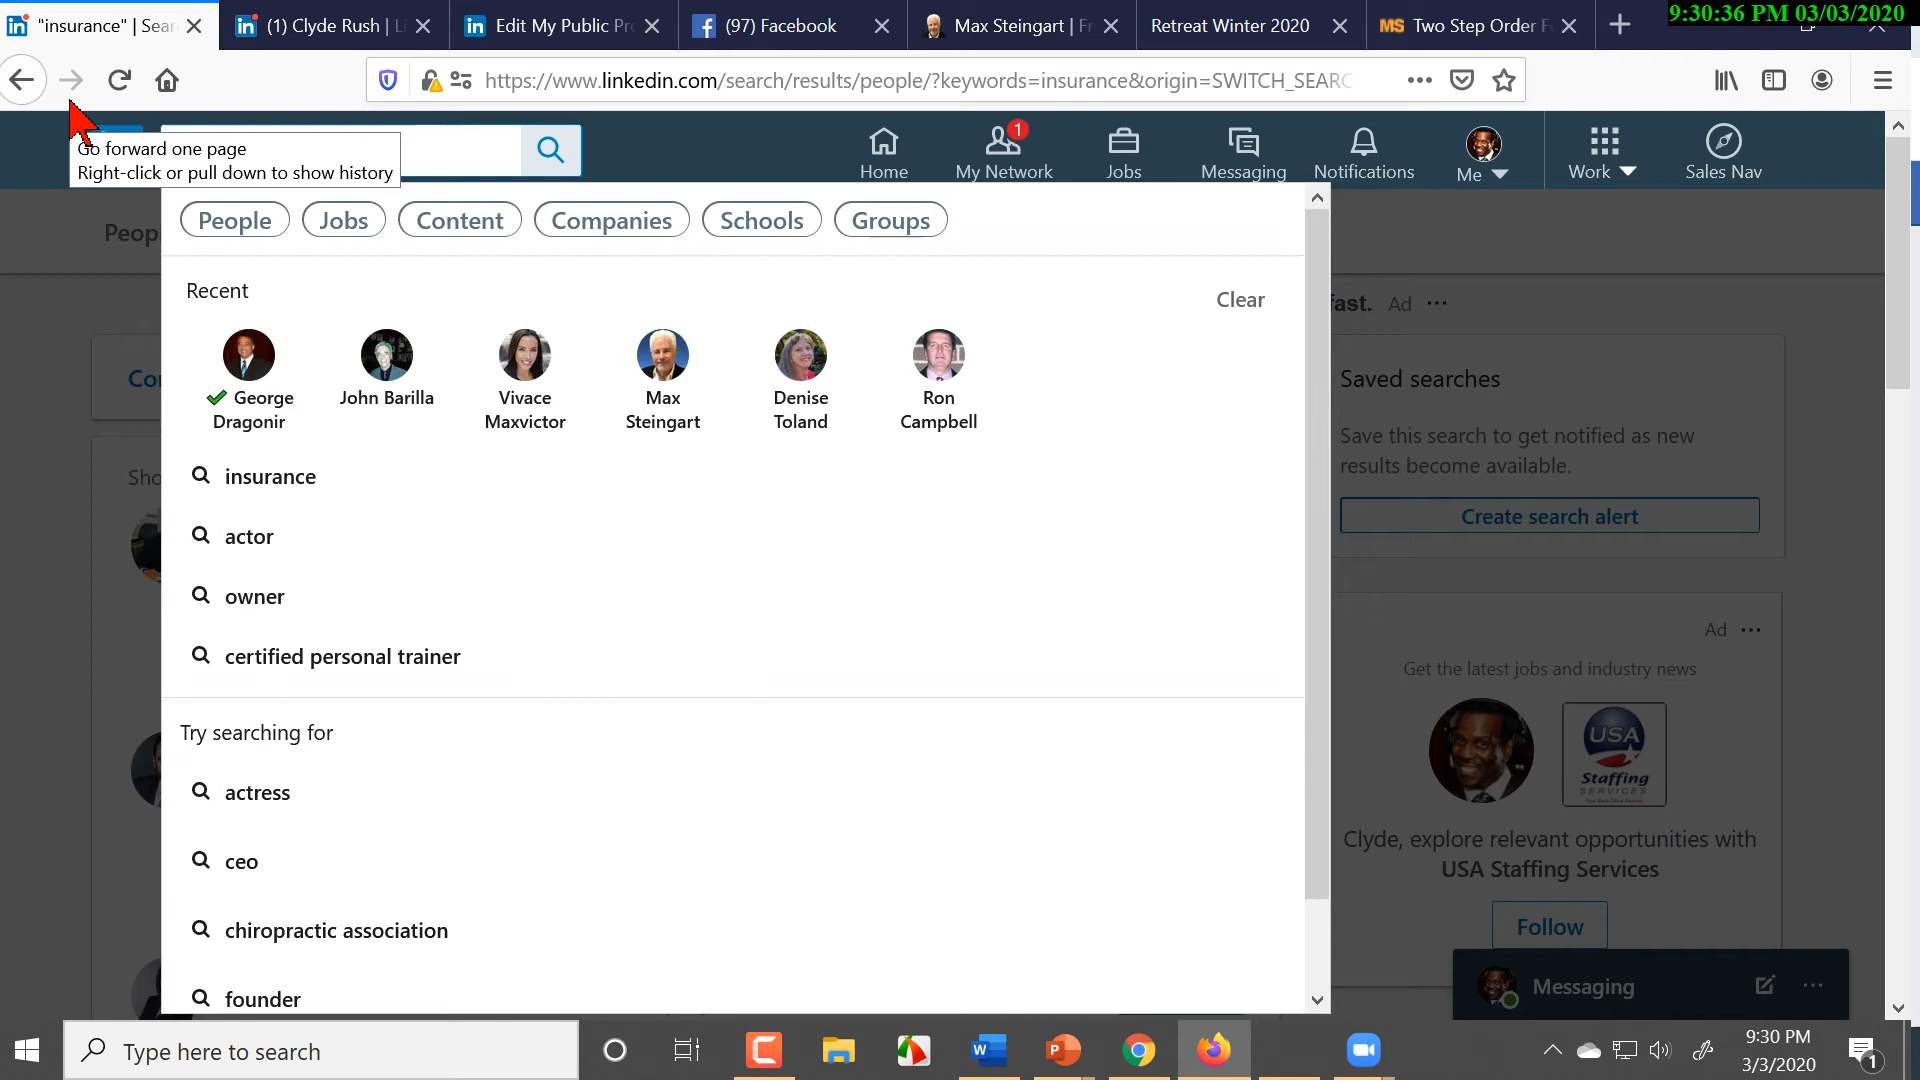 9:30:36 PM 03/03/2020
"insurance" | Sear
(1) Clyde Rush | L
Edit My Public Pr
(97) Facebook
Max Steingart | Fr
Retreat Winter 2020
MS Two Step Order F
https://www.linkedin.com/search/results/people/?keywords=insurance&origin=SWITCH_SEARC
Go forward one page
Right-click or pull down to show history
Home
My Network
1
Jobs
Messaging
Notifications
Me
Work
Sales Nav
People
Jobs
Content
Companies
Schools
Groups
Peop
Recent
Clear
fast. Ad
George Dragonir
John Barilla
Vivace Maxvictor
Max Steingart
Denise Toland
Ron Campbell
Con
Sho
insurance
actor
owner
certified personal trainer
Try searching for
actress
ceo
chiropractic association
founder
Saved searches
Save this search to get notified as new
results become available.
Create search alert
Ad
Get the latest jobs and industry news
USA
Staffing
SERVICES
Clyde, explore relevant opportunities with
USA Staffing Services
Follow
Messaging
Type here to search
9:30 PM
3/3/2020
1